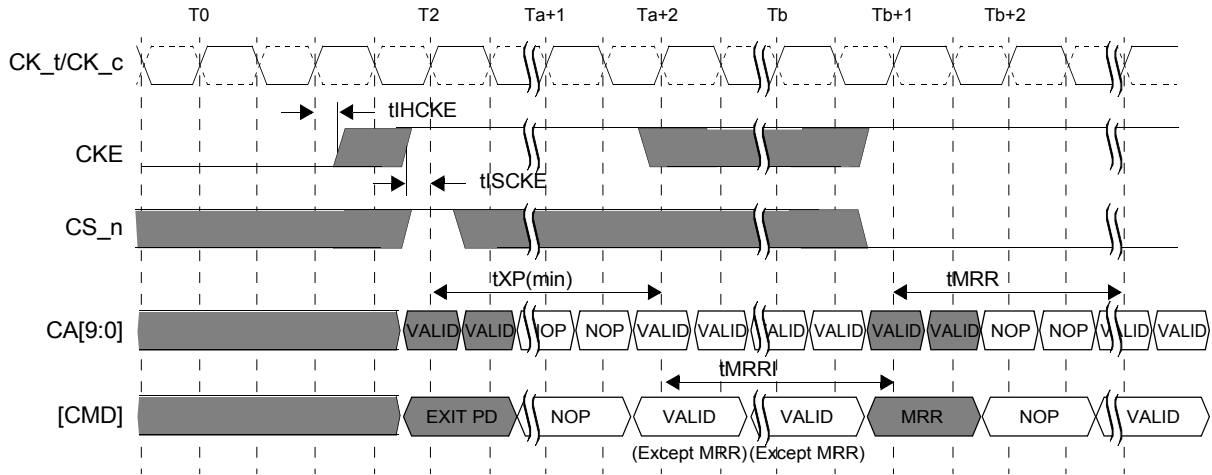 T0 T2 Ta+1 Ta+2 Tb Tb+1 Tb+2
CK_t/CK_c
tIHCKE
CKE
tISCKE
CS_n
tXP(min) tMRR
CA[9:0] VALID VALID NOP NOP VALID VALID VALID VALID VALID VALID NOP NOP VALID VALID
tMRRI
[CMD] EXIT PD NOP VALID VALID MRR NOP VALID
(Except MRR) (Except MRR)